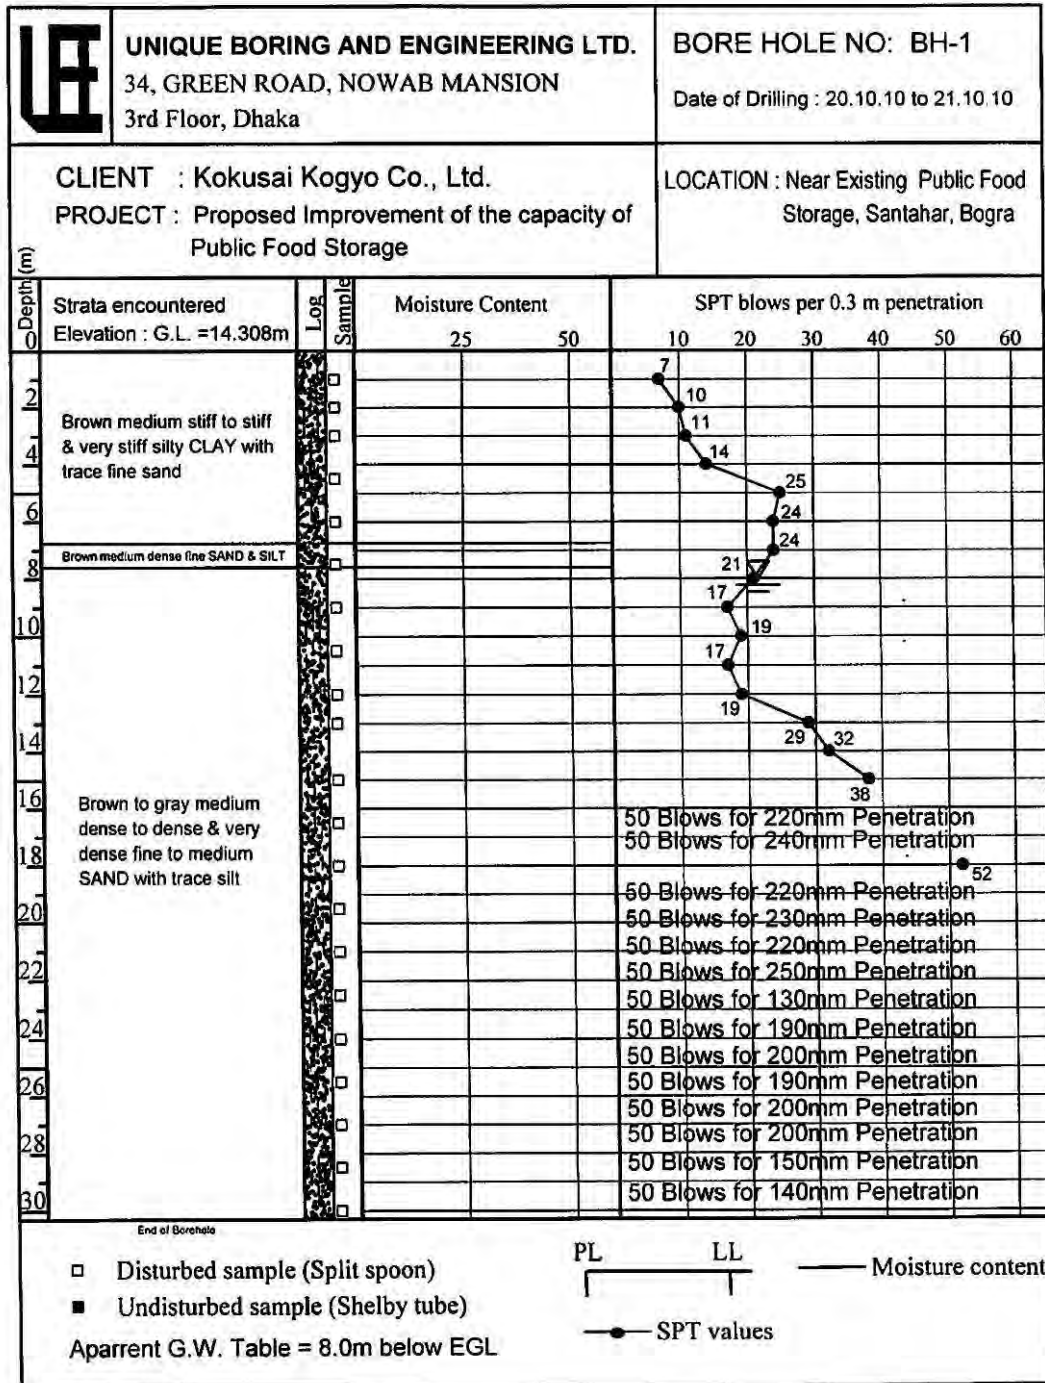 UNIQUE BORING AND ENGINEERING LTD.
34, GREEN ROAD, NOWAB MANSION
3rd Floor, Dhaka
BORE HOLE NO: BH-1
Date of Drilling : 20.10.10 to 21.10.10
CLIENT : Kokusai Kogyo Co., Ltd.
PROJECT : Proposed Improvement of the capacity of
Public Food Storage
LOCATION : Near Existing Public Food
Storage, Santahar, Bogra
Depth (m)
0
Strata encountered
Elevation : G.L. =14.308m
Log
Sample
Moisture Content
25 50
SPT blows per 0.3 m penetration
10 20 30 40 50 60
2
4
6
8
10
12
14
16
18
20
22
24
26
28
30
Brown medium stiff to stiff
& very stiff silty CLAY with
trace fine sand
Brown medium dense fine SAND & SILT
Brown to gray medium
dense to dense & very
dense fine to medium
SAND with trace silt
7
10
11
14
25
24
24
21
17
19
17
19
29
32
38
50 Blows for 220mm Penetration
50 Blows for 240mm Penetration
52
50 Blows for 220mm Penetration
50 Blows for 230mm Penetration
50 Blows for 220mm Penetration
50 Blows for 250mm Penetration
50 Blows for 130mm Penetration
50 Blows for 190mm Penetration
50 Blows for 200mm Penetration
50 Blows for 190mm Penetration
50 Blows for 200mm Penetration
50 Blows for 200mm Penetration
50 Blows for 150mm Penetration
50 Blows for 140mm Penetration
End of Borehole
Disturbed sample (Split spoon)
Undisturbed sample (Shelby tube)
Aparrent G.W. Table = 8.0m below EGL
PL LL
Moisture content
SPT values